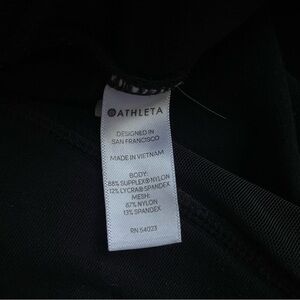 ATHLETA
DESIGNED IN
SAN FRANCISCO
MADE IN VIETNAM
BODY:
88% SUPPLEX®NYLON
12% LYCRA®SPANDEX
MESH:
87% NYLON
13% SPANDEX
RN 54023